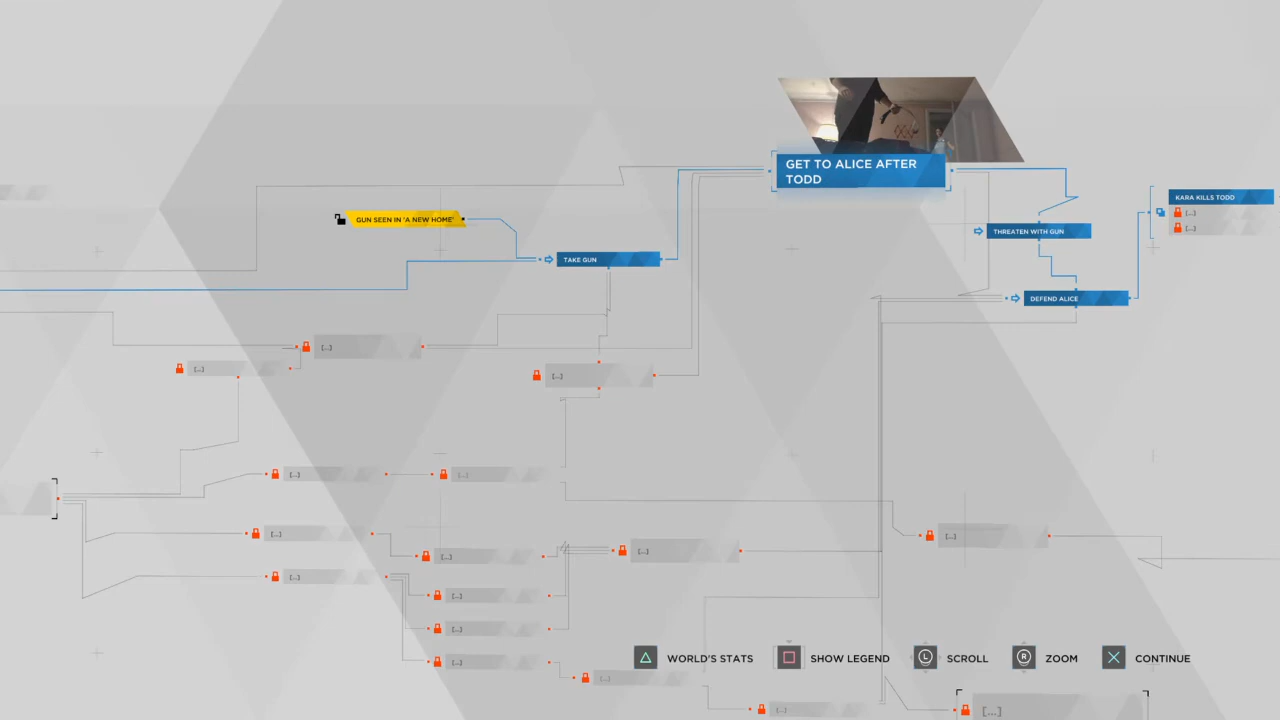 GET TO ALICE AFTER
TODD
KARA KILLS TODD
[...]
[...]
GUN SEEN IN 'A NEW HOME'
THREATEN WITH GUN
TAKE GUN
DEFEND ALICE
[...]
[...]
[...]
[...]
[...]
[...]
[...]
[...]
[...]
[...]
[...]
[...]
[...]
[...]
WORLD'S STATS
SHOW LEGEND
L
SCROLL
R
ZOOM
CONTINUE
[...]
[...]
[...]